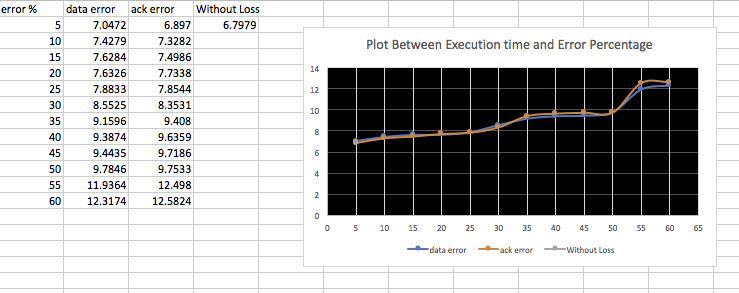 error % data error ack error Without Loss
5 7.0472 6.897 6.7979
10 7.4279 7.3282
15 7.6284 7.4986
20 7.6326 7.7338
25 7.8833 7.8544
30 8.5525 8.3531
35 9.1596 9.408
40 9.3874 9.6359
45 9.4435 9.7186
50 9.7846 9.7533
55 11.9364 12.498
60 12.3174 12.5824
Plot Between Execution time and Error Percentage
14
12
10
8
6
4
2
0
0 5 10 15 20 25 30 35 40 45 50 55 60 65
data error ack error Without Loss